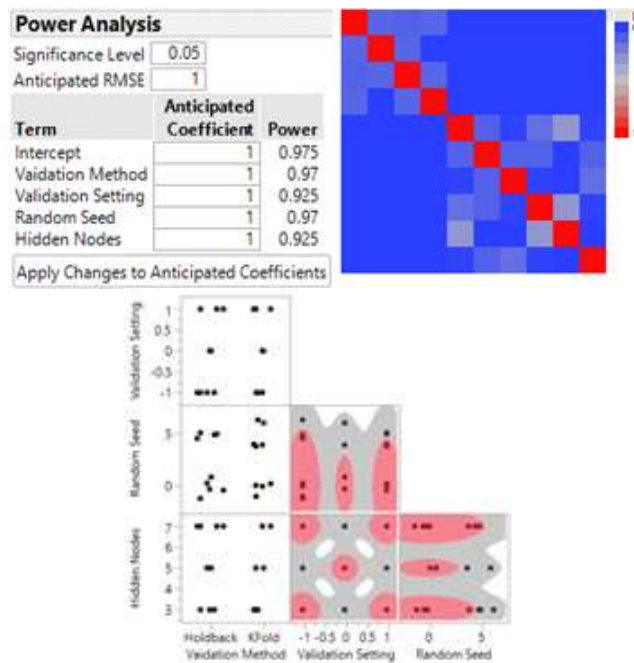 Power Analysis
Significance Level 0.05
Anticipated RMSE 1
Anticipated
Term Coefficient Power
Intercept 1 0.975
Vaidation Method 1 0.97
Validation Setting 1 0.925
Random Seed 1 0.97
Hidden Nodes 1 0.925
Apply Changes to Anticipated Coefficients
Validation Setting
1
0.5
0
-0.5
-1
Random Seed
5
0
Hidden Nodes
7
6
5
4
3
Holdback KFold -1 -0.5 0 0.5 1 0 5
Vaidation Method Validation Setting Random Seed